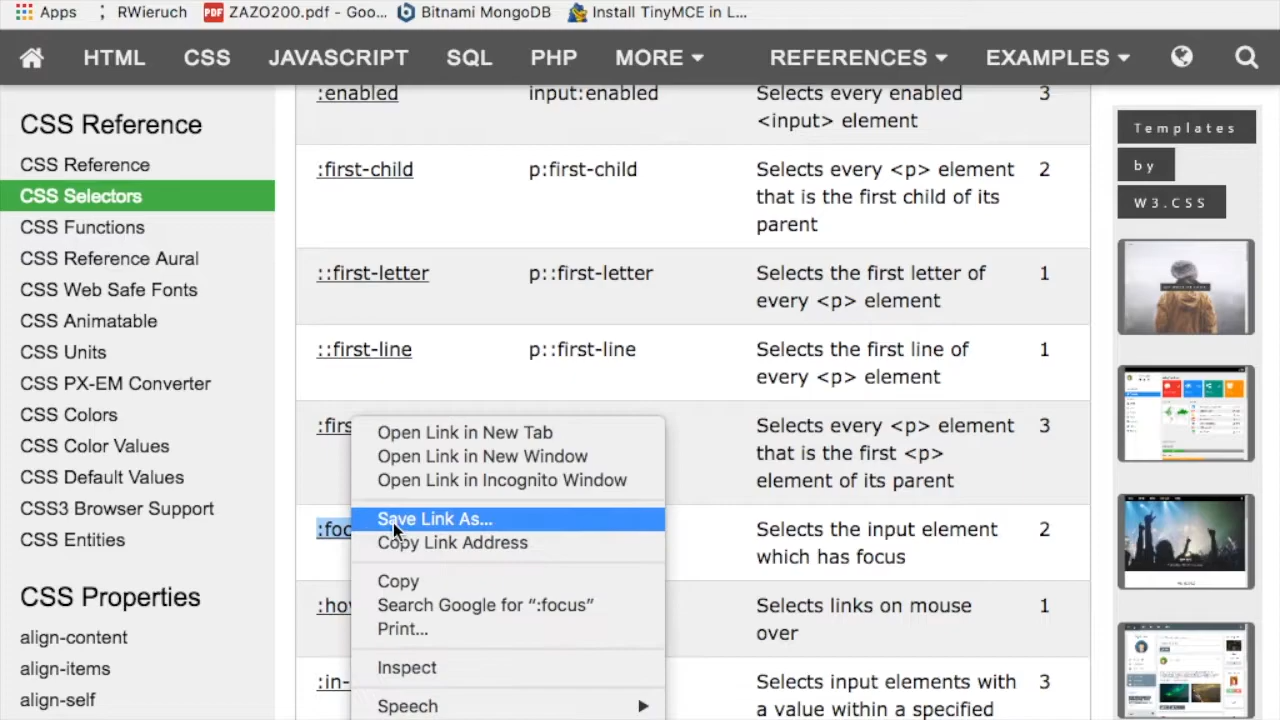 Apps RWieruch PDF ZAZO200.pdf - Goo... Bitnami MongoDB Install TinyMCE in L...
HTML CSS JAVASCRIPT SQL PHP MORE REFERENCES EXAMPLES
CSS Reference
CSS Reference
CSS Selectors
CSS Functions
CSS Reference Aural
CSS Web Safe Fonts
CSS Animatable
CSS Units
CSS PX-EM Converter
CSS Colors
CSS Color Values
CSS Default Values
CSS3 Browser Support
CSS Entities
CSS Properties
align-content
align-items
align-self
:enabled input:enabled Selects every enabled 3
<input> element
:first-child p:first-child Selects every <p> element 2
that is the first child of its
parent
::first-letter p::first-letter Selects the first letter of 1
every <p> element
::first-line p::first-line Selects the first line of 1
every <p> element
:firs Selects every <p> element 3
that is the first <p>
element of its parent
:foc Selects the input element 2
which has focus
:hov Selects links on mouse 1
over
:in- Selects input elements with 3
a value within a specified
Open Link in New Tab
Open Link in New Window
Open Link in Incognito Window
Save Link As...
Copy Link Address
Copy
Search Google for “:focus”
Print...
Inspect
Speech
Templates
by
W3.CSS